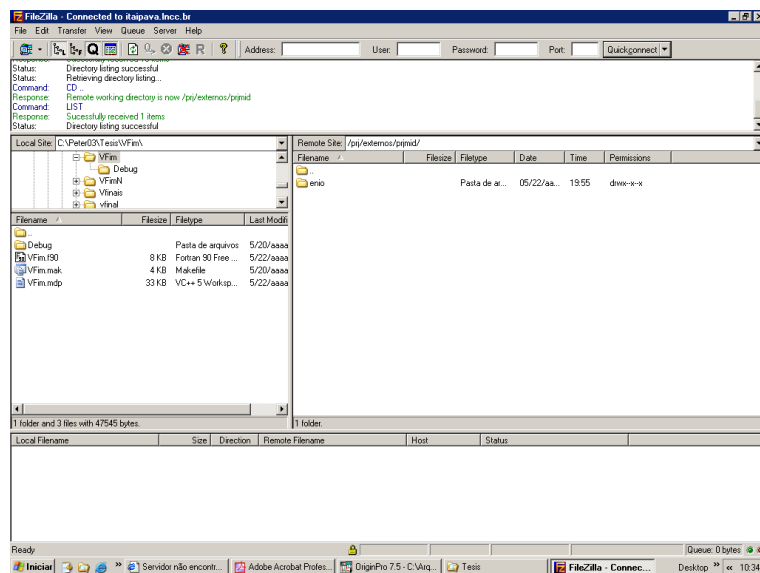 FileZilla - Connected to itaipava.lncc.br
File Edit Transfer View Queue Server Help
Address: User: Password: Port: Quickconnect
Status: Directory listing successful
Status: Retrieving directory listing...
Command: CD ..
Response: Remote working directory is now /prj/externos/prjmid
Command: LIST
Response: Sucessfully received 1 items
Status: Directory listing successful
Local Site: C:\Peter03\Tesis\VFim\ Remote Site: /prj/externos/prjmid/
VFim
Debug
VFimN
Vfinais
vfinal
Filename Filesize Filetype Date Time Permissions
..
enio Pasta de ar... 05/22/aa... 19:55 drwx--x--x
Filename Filesize Filetype Last Modifi
..
Debug Pasta de arquivos 5/20/aaaa
VFim.f90 8 KB Fortran 90 Free ... 5/22/aaaa
VFim.mak 4 KB Makefile 5/20/aaaa
VFim.mdp 33 KB VC++ 5 Worksp... 5/22/aaaa
1 folder and 3 files with 47545 bytes. 1 folder.
Local Filename Size Direction Remote Filename Host Status
Ready Queue: 0 bytes
Iniciar Servidor não encontr... Adobe Acrobat Profes... OriginPro 7.5 - C:\Arq... Tesis FileZilla - Connec... Desktop 10:34